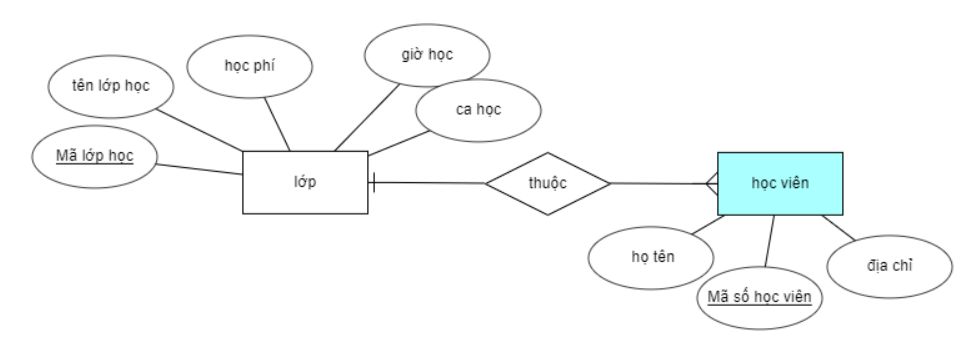 giờ học
học phí
tên lớp học
ca học
Mã lớp học
lớp
thuộc
học viên
họ tên
địa chỉ
Mã số học viên